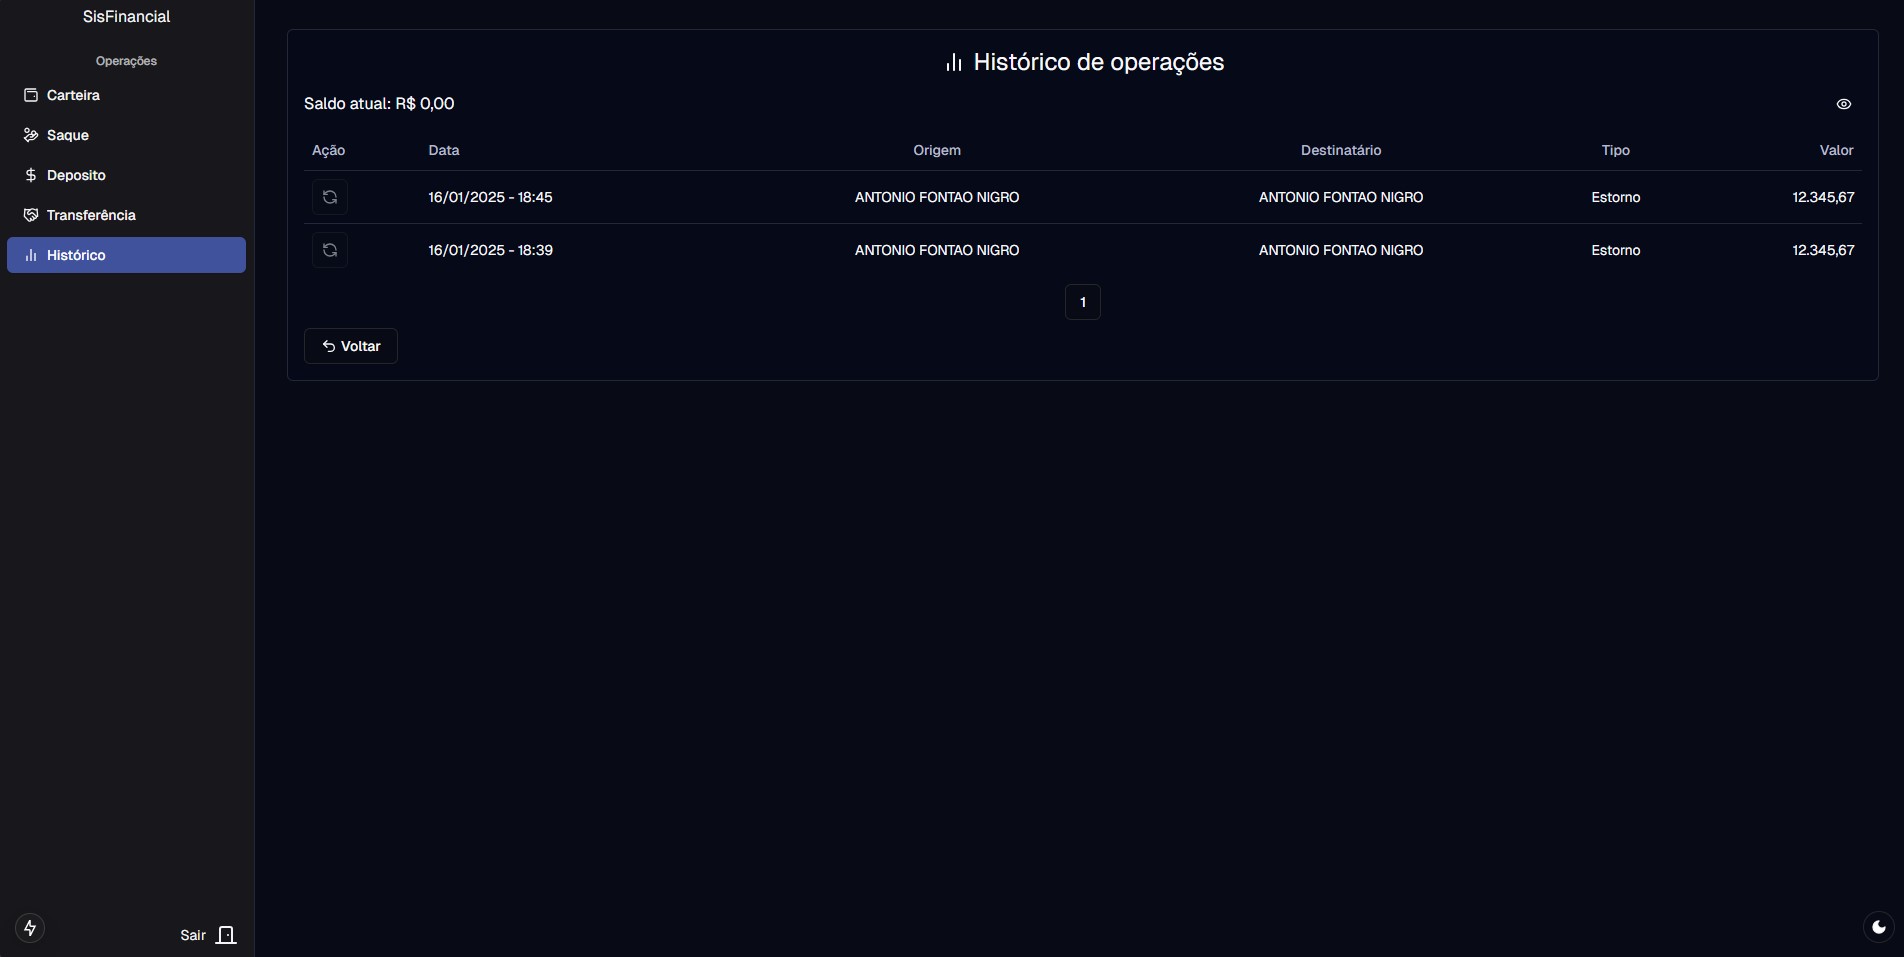 SisFinancial
Operações
Carteira
Saque
Deposito
Transferência
Histórico
Sair
Histórico de operações
Saldo atual: R$ 0,00
Ação Data Origem Destinatário Tipo Valor
16/01/2025 - 18:45 ANTONIO FONTAO NIGRO ANTONIO FONTAO NIGRO Estorno 12.345,67
16/01/2025 - 18:39 ANTONIO FONTAO NIGRO ANTONIO FONTAO NIGRO Estorno 12.345,67
1
Voltar